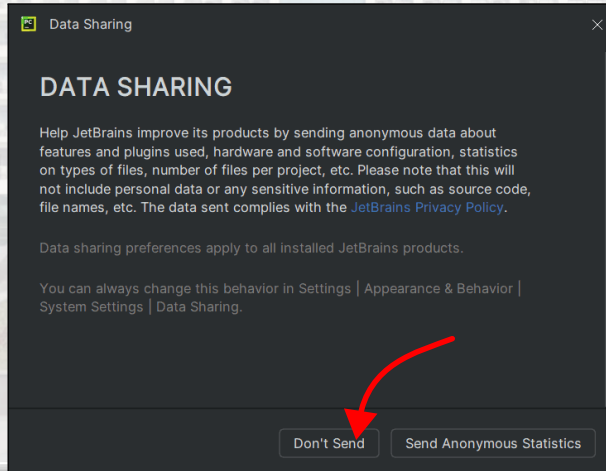 PC
Data Sharing
DATA SHARING
Help JetBrains improve its products by sending anonymous data about
features and plugins used, hardware and software configuration, statistics
on types of files, number of files per project, etc. Please note that this will
not include personal data or any sensitive information, such as source code,
file names, etc. The data sent complies with the JetBrains Privacy Policy.
Data sharing preferences apply to all installed JetBrains products.
You can always change this behavior in Settings | Appearance & Behavior |
System Settings | Data Sharing.
Don't Send
Send Anonymous Statistics